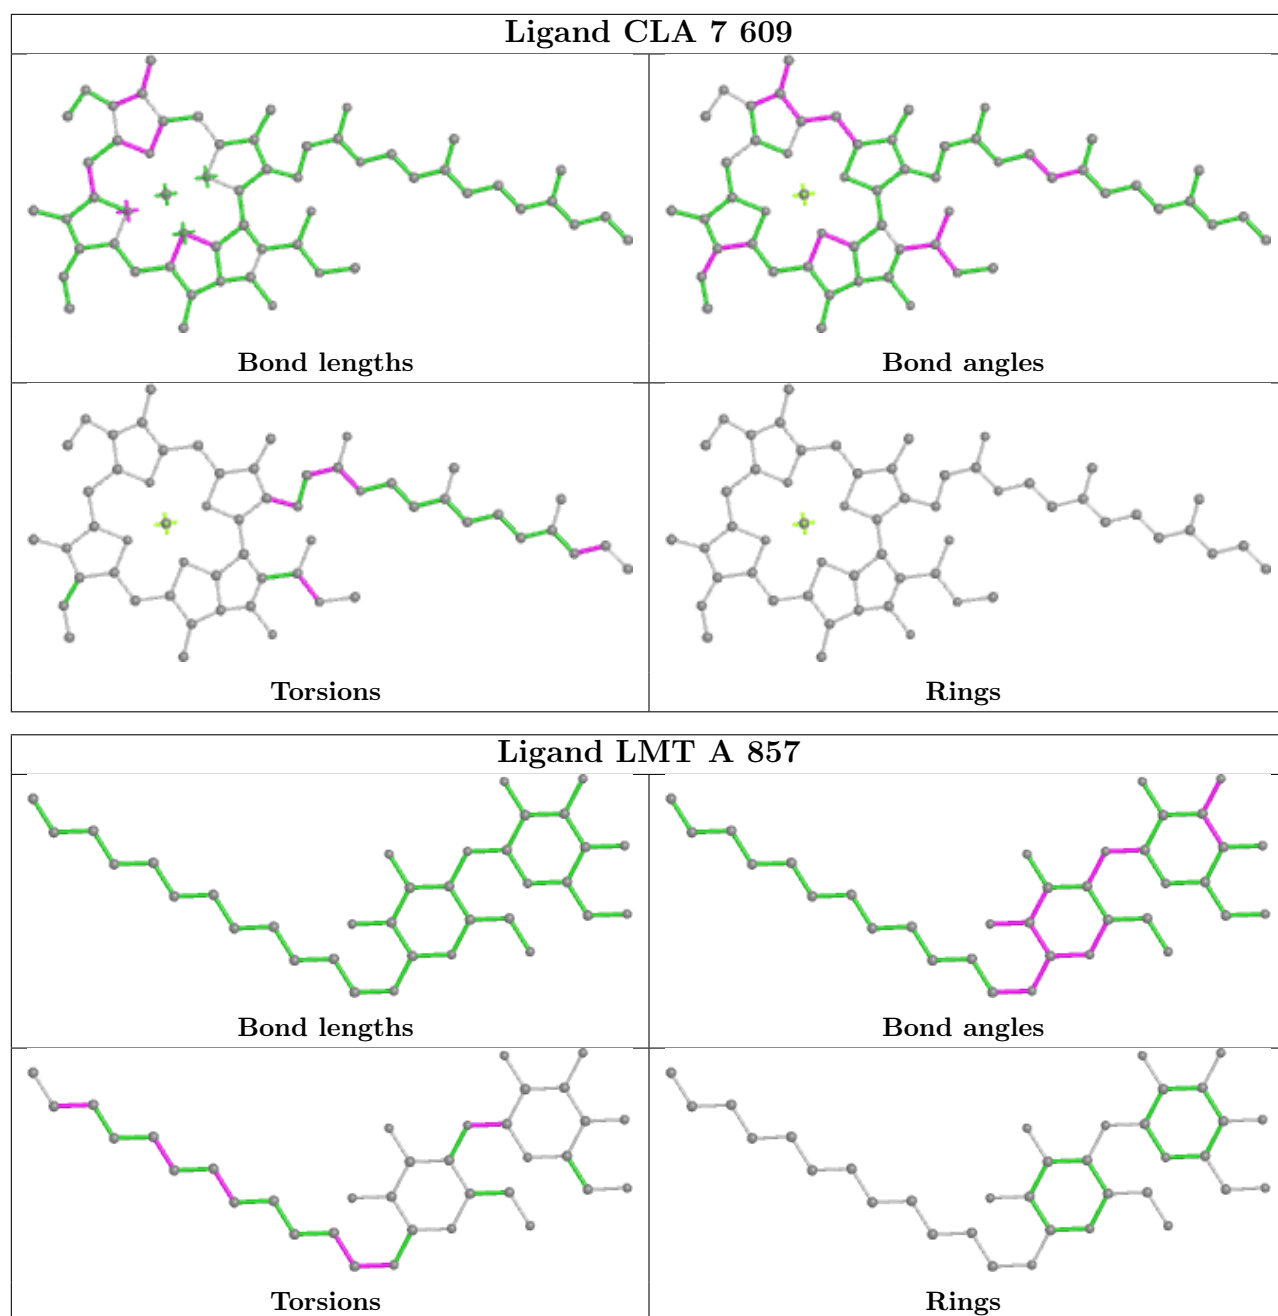 Ligand CLA 7 609
Bond lengths
Bond angles
Torsions
Rings
Ligand LMT A 857
Bond lengths
Bond angles
Torsions
Rings